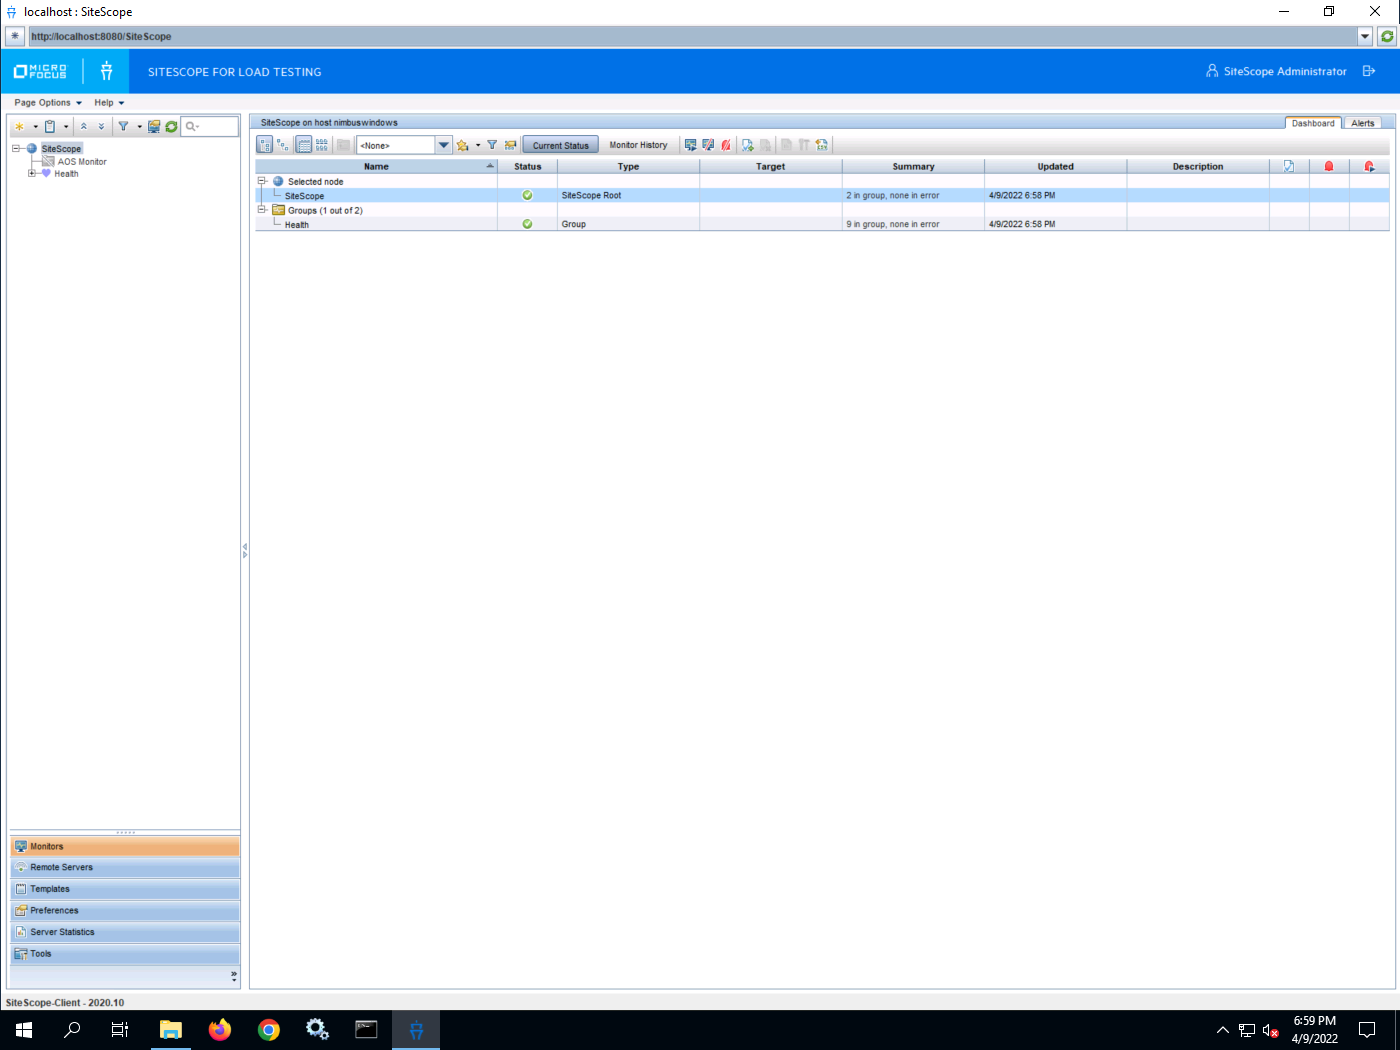 localhost : SiteScope
http://localhost:8080/SiteScope
MICRO FOCUS
SITESCOPE FOR LOAD TESTING
SiteScope Administrator
Page Options
Help
SiteScope
AOS Monitor
Health
SiteScope on host nimbuswindows
Dashboard
Alerts
<None>
Current Status
Monitor History
Name
Status
Type
Target
Summary
Updated
Description
Selected node
SiteScope
SiteScope Root
2 in group, none in error
4/9/2022 6:58 PM
Groups (1 out of 2)
Health
Group
9 in group, none in error
4/9/2022 6:58 PM
Monitors
Remote Servers
Templates
Preferences
Server Statistics
Tools
SiteScope-Client - 2020.10
6:59 PM
4/9/2022